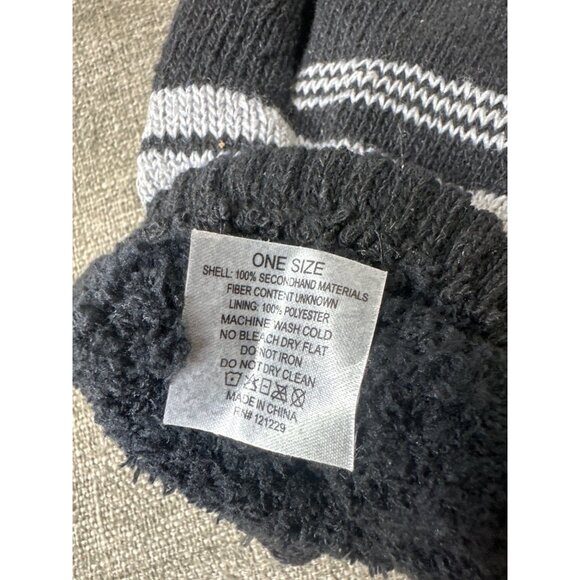 ONE SIZE
SHELL: 100% SECONDHAND MATERIALS
FIBER CONTENT UNKNOWN
LINING: 100% POLYESTER
MACHINE WASH COLD
NO BLEACH DRY FLAT
DO NOT IRON
DO NOT DRY CLEAN
MADE IN CHINA
RN# 121229